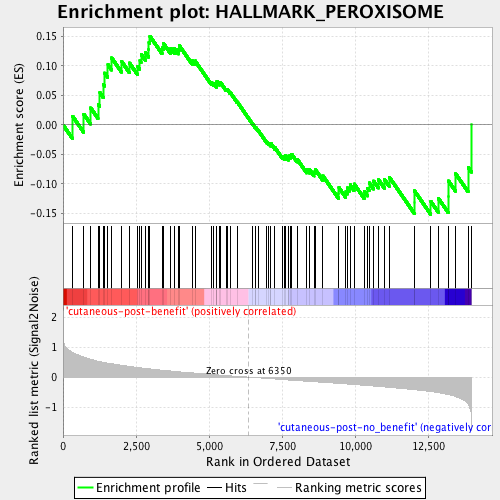 Enrichment plot: HALLMARK_PEROXISOME
Enrichment score (ES)
0.15
0.10
0.05
0.00
-0.05
-0.10
-0.15
'cutaneous-post-benefit' (positively correlated)
Ranked list metric (Signal2Noise)
2
1
0
-1
Zero cross at 6350
'cutaneous-post-no_benefit' (negatively cor
0
2,500
5,000
7,500
10,000
12,500
Rank in Ordered Dataset
Enrichment profile
Hits
Ranking metric scores